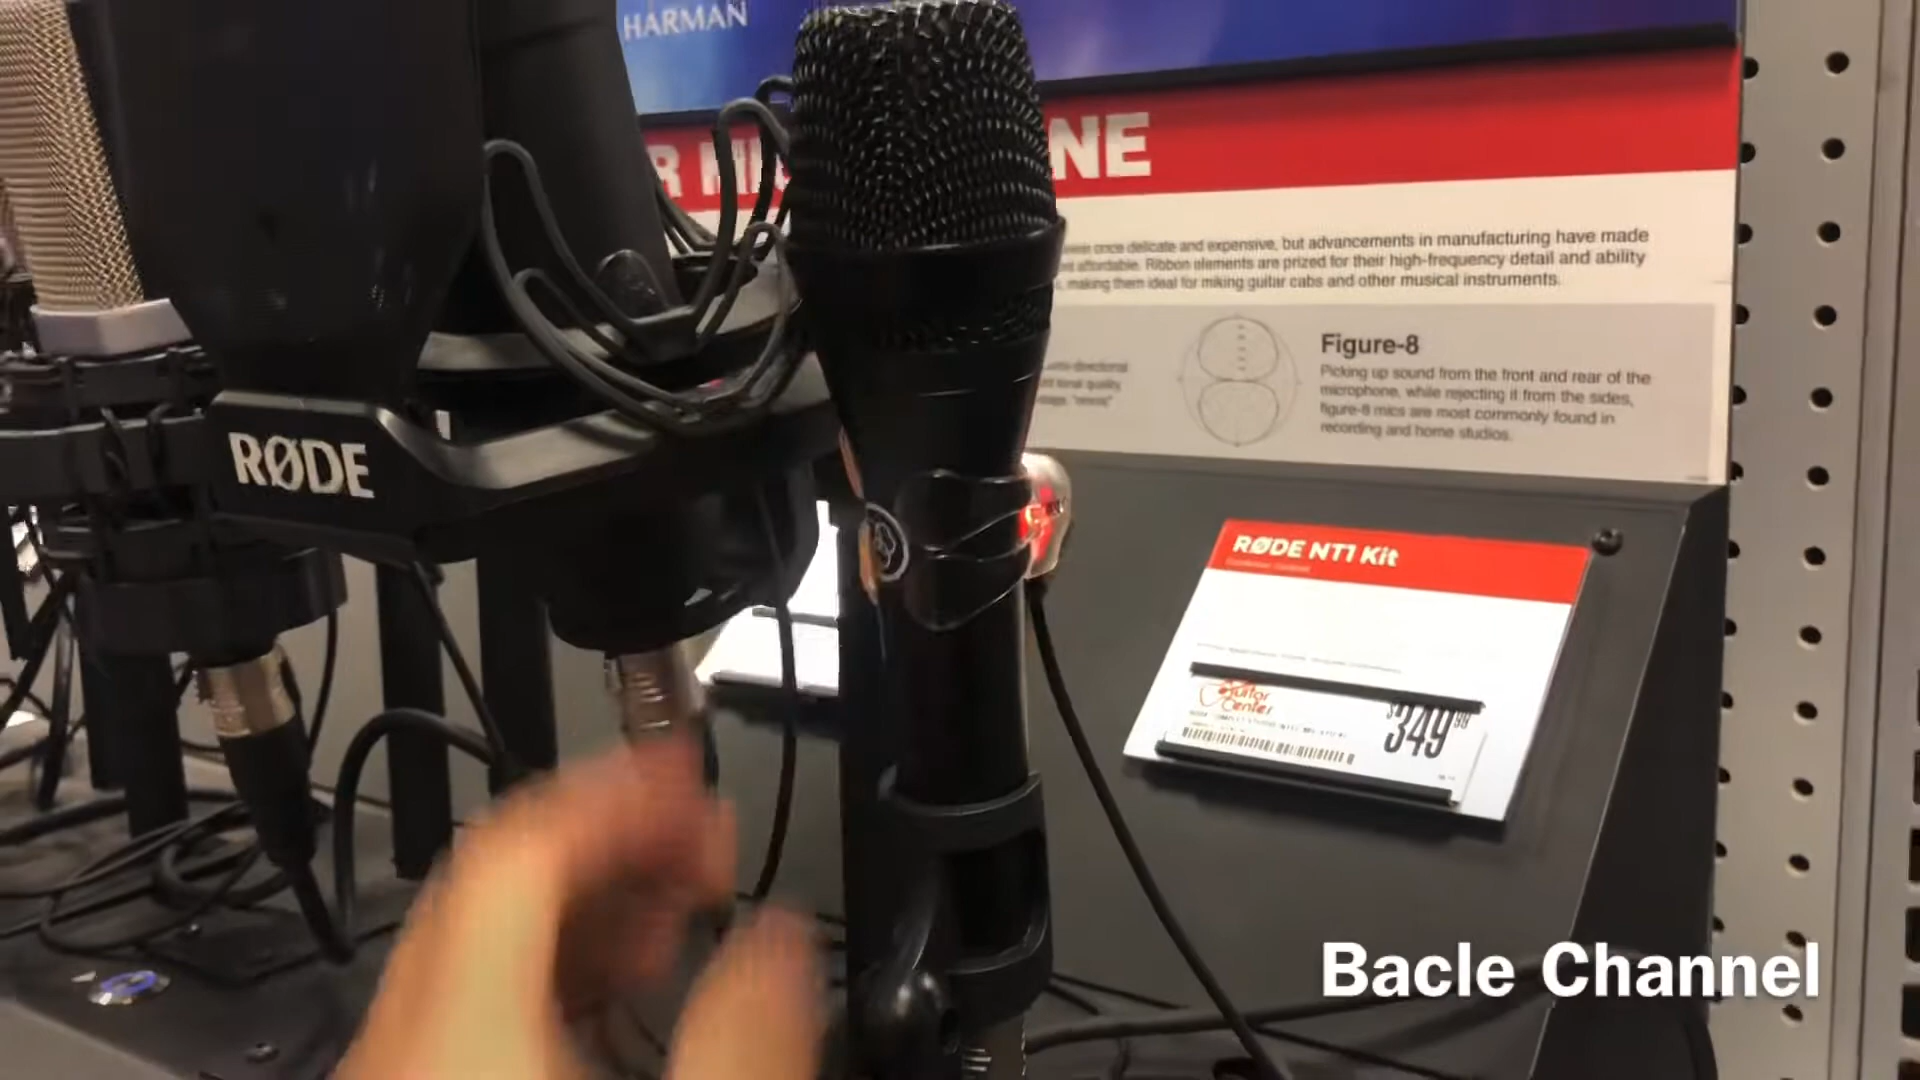 HARMAN
R MI NE
once delicate and expensive, but advancements in manufacturing have made
affordable. Ribbon elements are prized for their high-frequency detail and ability
making them ideal for miking guitar cabs and other musical instruments.
Figure-8
Picking up sound from the front and rear of the
microphone, while rejecting it from the sides,
figure-8 mics are most commonly found in
recording and home studios.
RØDE
RØDE NT1 Kit
Guitar
Center
$349.99
Bacle Channel